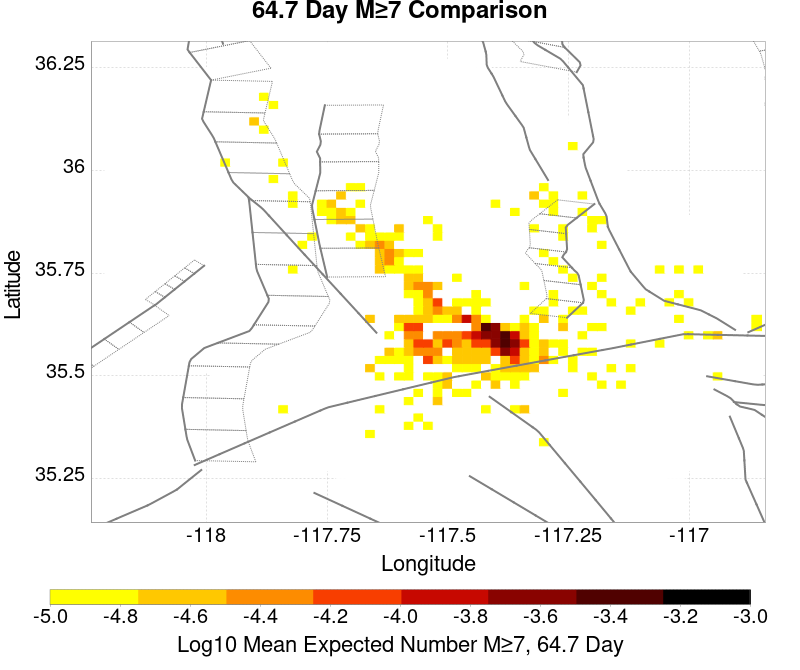 64.7 Day M≥7 Comparison
36.25
36
35.75
35.5
35.25
Latitude
-118 -117.75 -117.5 -117.25 -117
Longitude
-5.0 -4.8 -4.6 -4.4 -4.2 -4.0 -3.8 -3.6 -3.4 -3.2 -3.0
Log10 Mean Expected Number M≥7, 64.7 Day